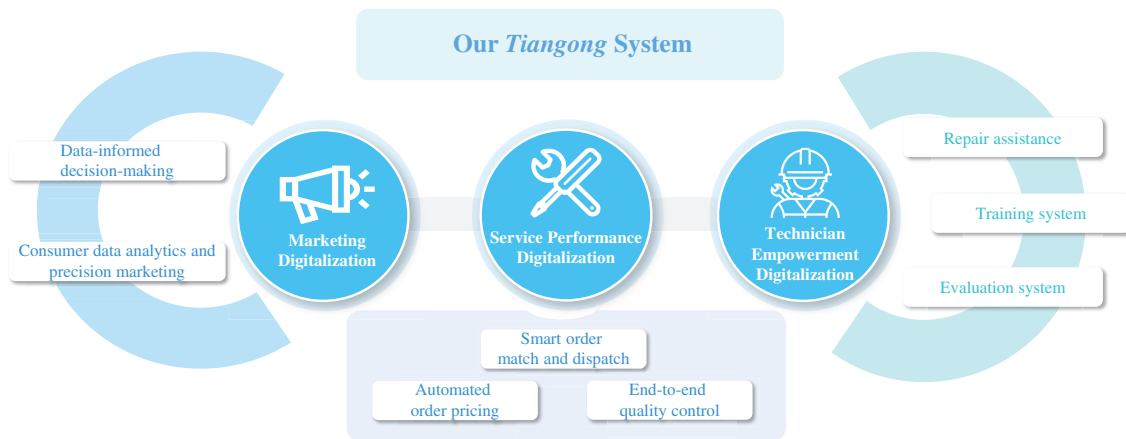 Our Tiangong System
Data-informed
decision-making
Consumer data analytics and
precision marketing
Marketing
Digitalization
Service Performance
Digitalization
Technician
Empowerment
Digitalization
Repair assistance
Training system
Evaluation system
Smart order
match and dispatch
Automated
order pricing
End-to-end
quality control